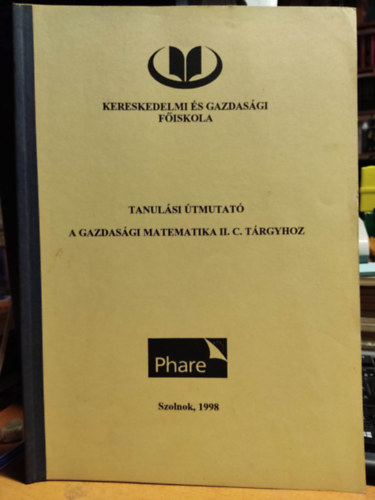 KERESKEDELMI ÉS GAZDASÁGI
FŐISKOLA
TANULÁSI ÚTMUTATÓ
A GAZDASÁGI MATEMATIKA II. C. TÁRGYHOZ
Phare
Szolnok, 1998